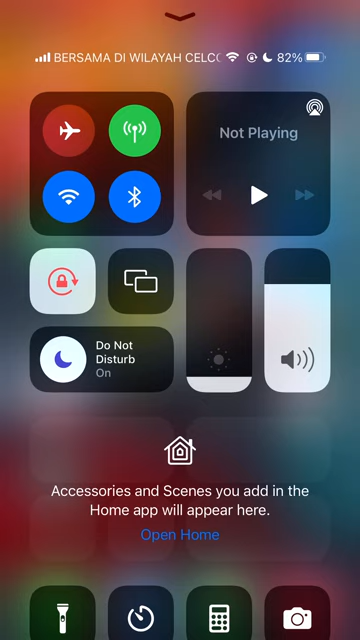 BERSAMA DI WILAYAH CELC
82%
Not Playing
Do Not
Disturb
On
Accessories and Scenes you add in the
Home app will appear here.
Open Home